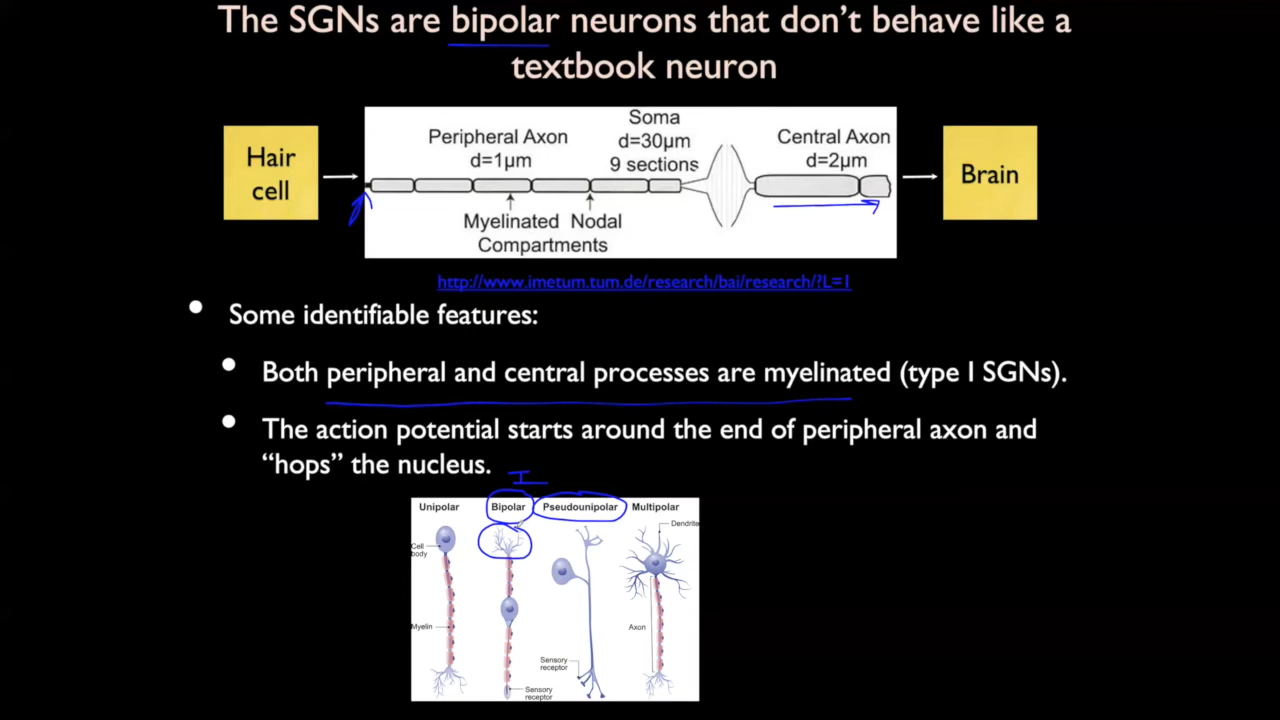 The SGNs are bipolar neurons that don't behave like a
textbook neuron
Hair
cell
Peripheral Axon
d=1µm
Soma
d=30µm
9 sections
Central Axon
d=2µm
Brain
Myelinated
Compartments
Nodal
http://www.imetum.tum.de/research/bai/research/?L=1
• Some identifiable features:
• Both peripheral and central processes are myelinated (type I SGNs).
• The action potential starts around the end of peripheral axon and
"hops" the nucleus.
I
Unipolar
Bipolar
Pseudounipolar
Multipolar
Dendrite
Cell
body
Myelin
Axon
Sensory
receptor
Sensory
receptor